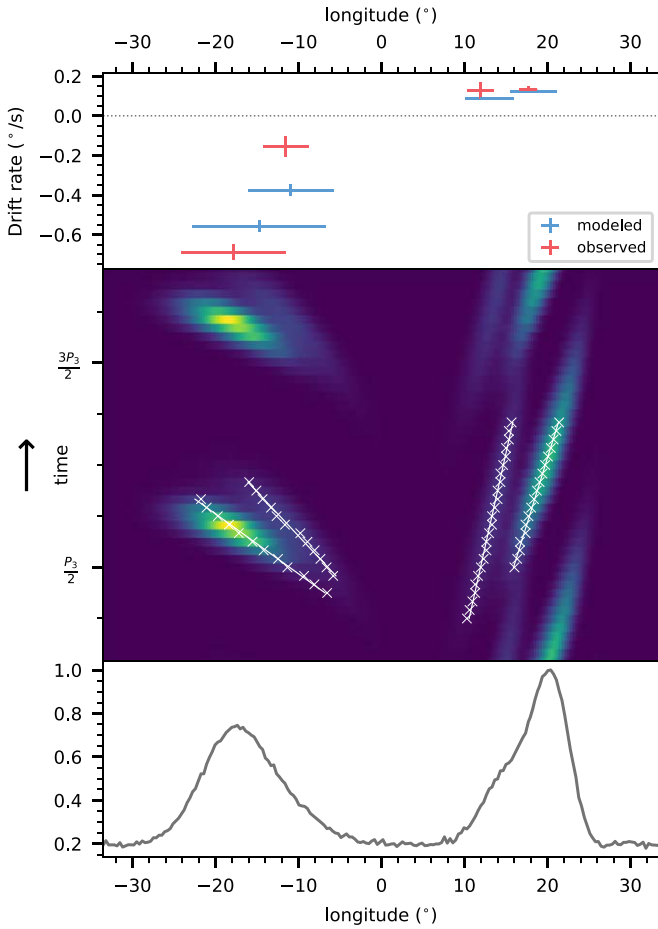 longitude (°)
−30 −20 −10 0 10 20 30
Drift rate (°/s)
0.2
0.0
−0.2
−0.4
−0.6
modeled
observed
3P₃/2
time
P₃/2
1.0
0.8
0.6
0.4
0.2
−30 −20 −10 0 10 20 30
longitude (°)